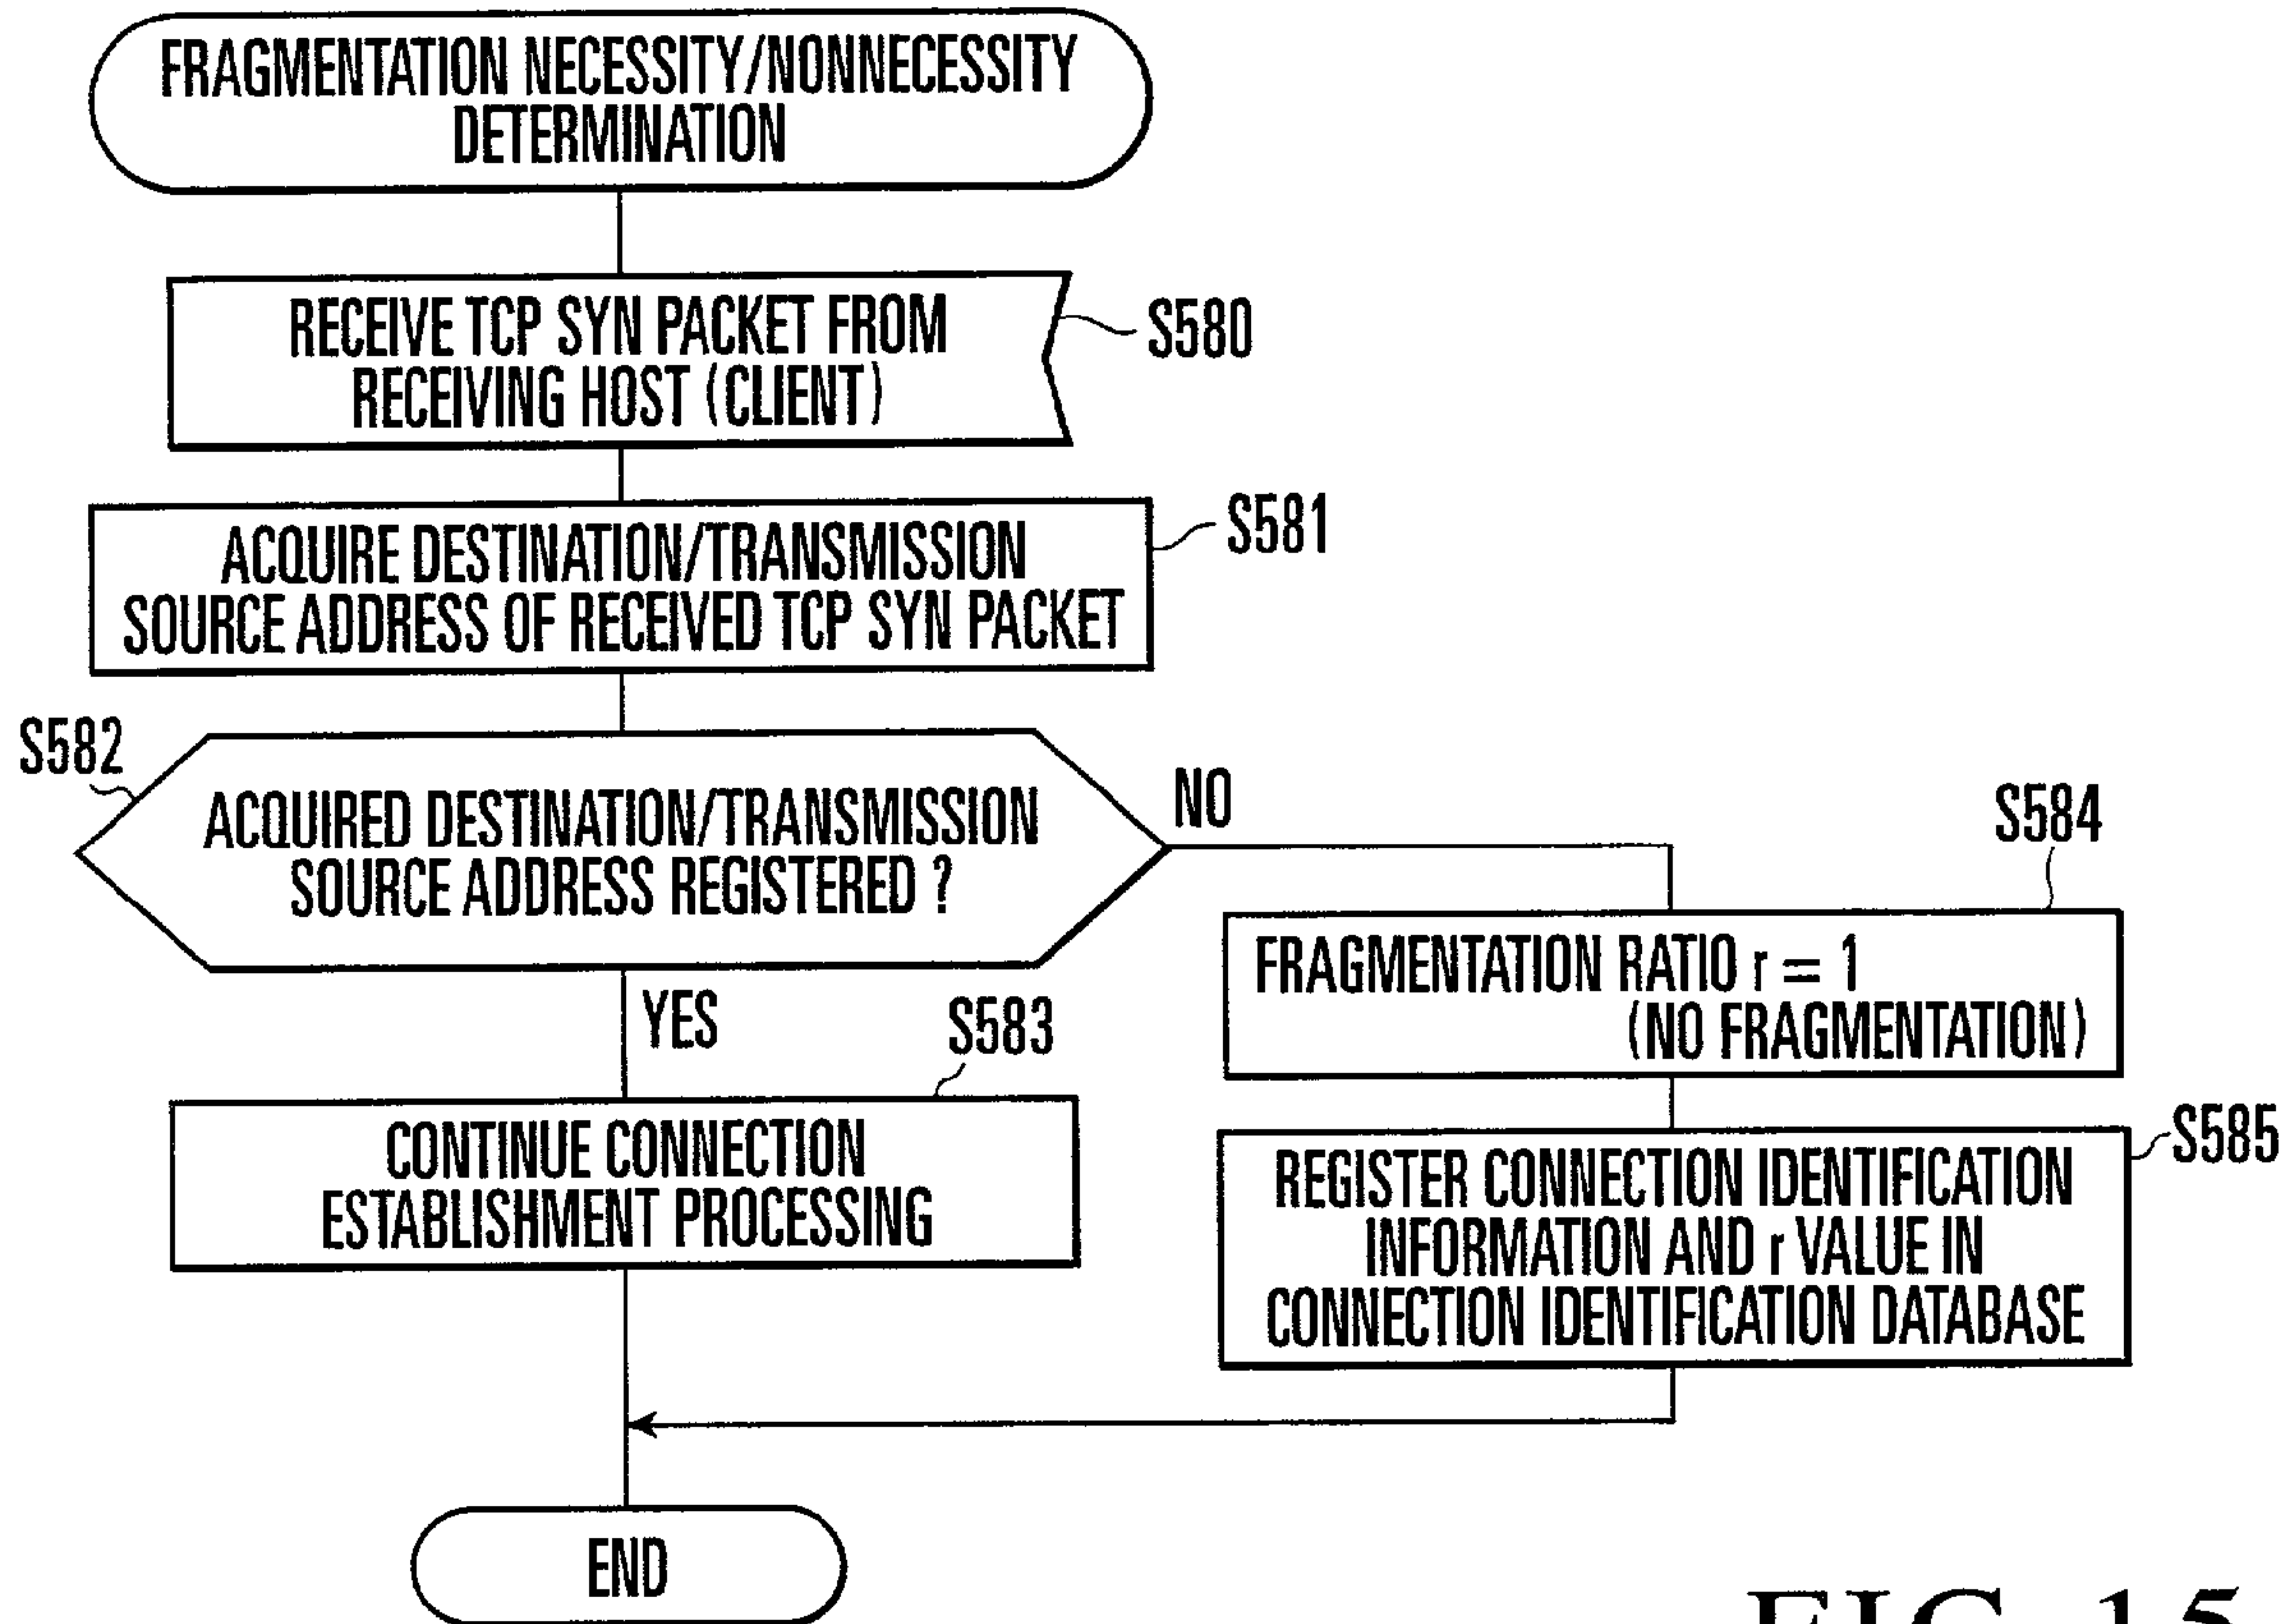 FRAGMENTATION NECESSITY/NONNECESSITY
DETERMINATION
RECEIVE TCP SYN PACKET FROM
RECEIVING HOST (CLIENT)
S580
ACQUIRE DESTINATION/TRANSMISSION
SOURCE ADDRESS OF RECEIVED TCP SYN PACKET
S581
S582
ACQUIRED DESTINATION/TRANSMISSION
SOURCE ADDRESS REGISTERED ?
NO
YES
S583
CONTINUE CONNECTION
ESTABLISHMENT PROCESSING
S584
FRAGMENTATION RATIO r = 1
(NO FRAGMENTATION)
S585
REGISTER CONNECTION IDENTIFICATION
INFORMATION AND r VALUE IN
CONNECTION IDENTIFICATION DATABASE
END
FIG. 15